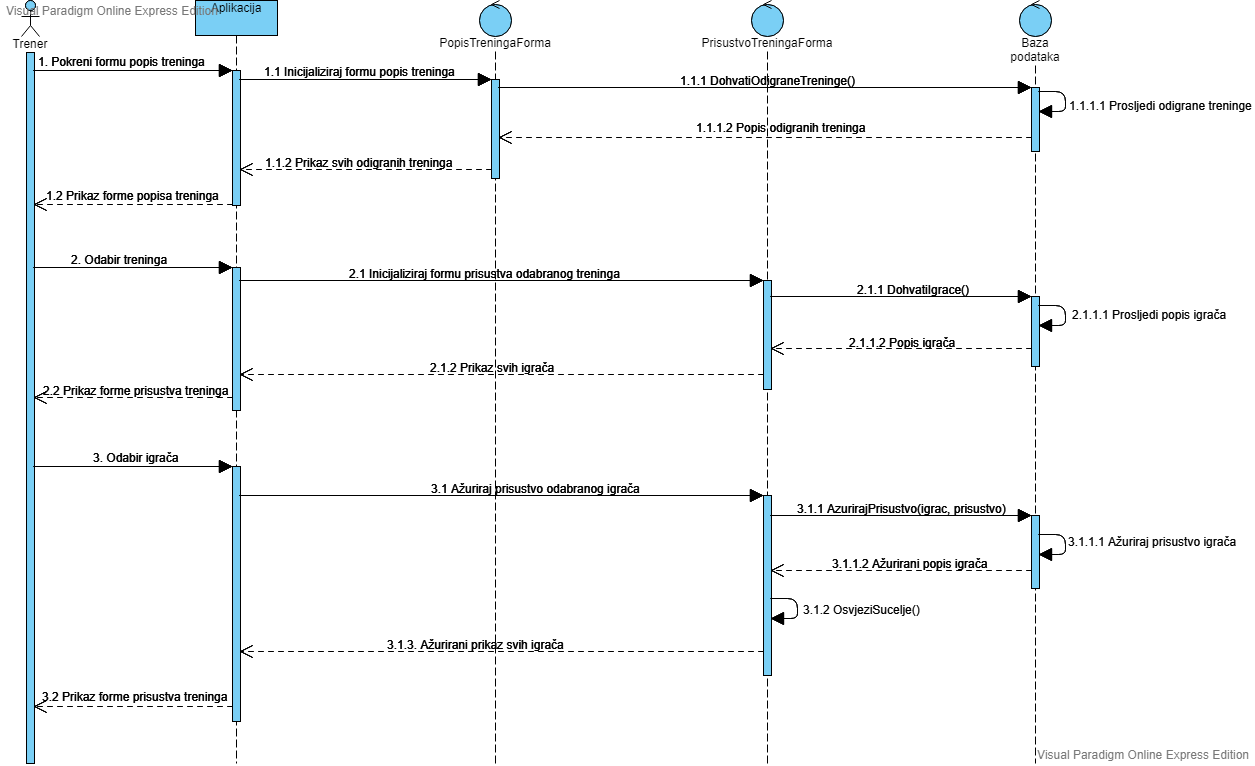 Visual Paradigm Online Express Edition
Aplikacija
Trener
PopisTreningaForma
PrisustvoTreningaForma
Baza
podataka
1. Pokreni formu popis treninga
1.1 Inicijaliziraj formu popis treninga
1.1.1 DohvatiOdigraneTreninge()
1.1.1.1 Prosljedi odigrane treninge
1.1.1.2 Popis odigranih treninga
1.1.2 Prikaz svih odigranih treninga
1.2 Prikaz forme popisa treninga
2. Odabir treninga
2.1 Inicijaliziraj formu prisustva odabranog treninga
2.1.1 DohvatiIgrace()
2.1.1.1 Prosljedi popis igrača
2.1.1.2 Popis igrača
2.1.2 Prikaz svih igrača
2.2 Prikaz forme prisustva treninga
3. Odabir igrača
3.1 Ažuriraj prisustvo odabranog igrača
3.1.1 AzurirajPrisustvo(igrac, prisustvo)
3.1.1.1 Ažuriraj prisustvo igrača
3.1.1.2 Ažurirani popis igrača
3.1.2 OsvjeziSucelje()
3.1.3. Ažurirani prikaz svih igrača
3.2 Prikaz forme prisustva treninga
Visual Paradigm Online Express Edition